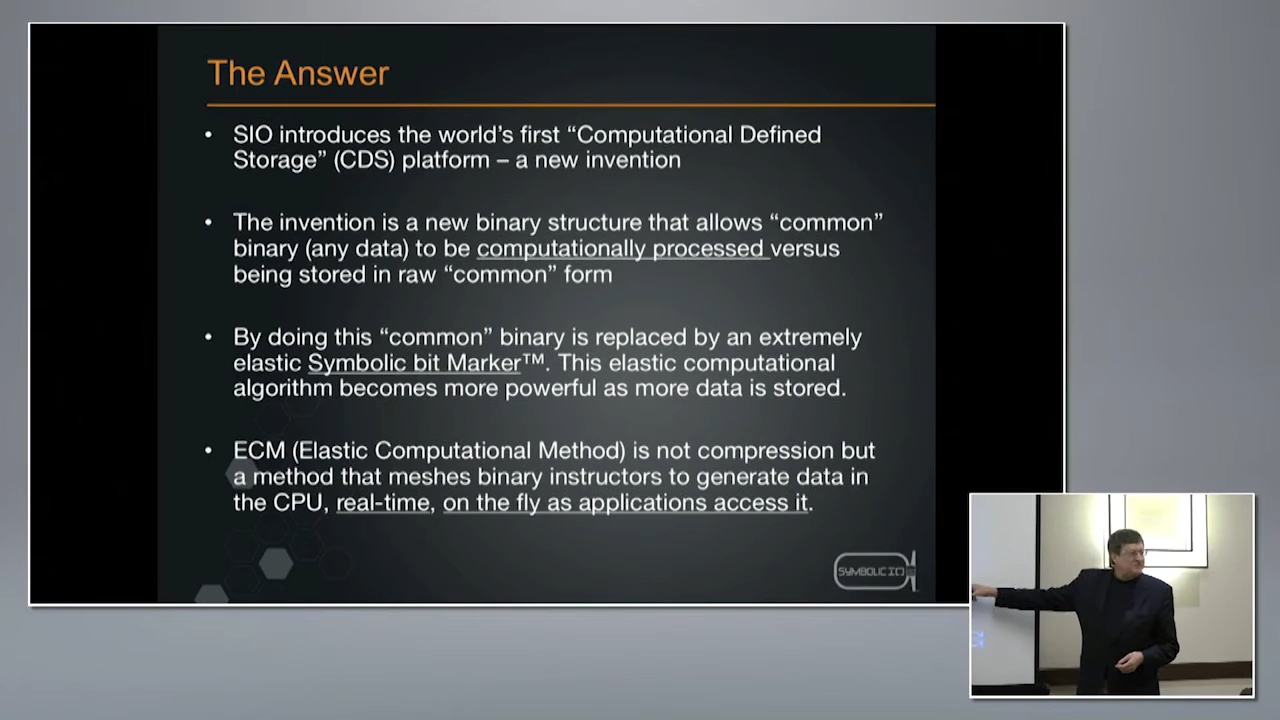 The Answer
• SIO introduces the world's first “Computational Defined
Storage” (CDS) platform – a new invention
• The invention is a new binary structure that allows “common”
binary (any data) to be computationally processed versus
being stored in raw “common” form
• By doing this “common” binary is replaced by an extremely
elastic Symbolic bit Marker™. This elastic computational
algorithm becomes more powerful as more data is stored.
• ECM (Elastic Computational Method) is not compression but
a method that meshes binary instructors to generate data in
the CPU, real-time, on the fly as applications access it.
SYMBOLIC IO